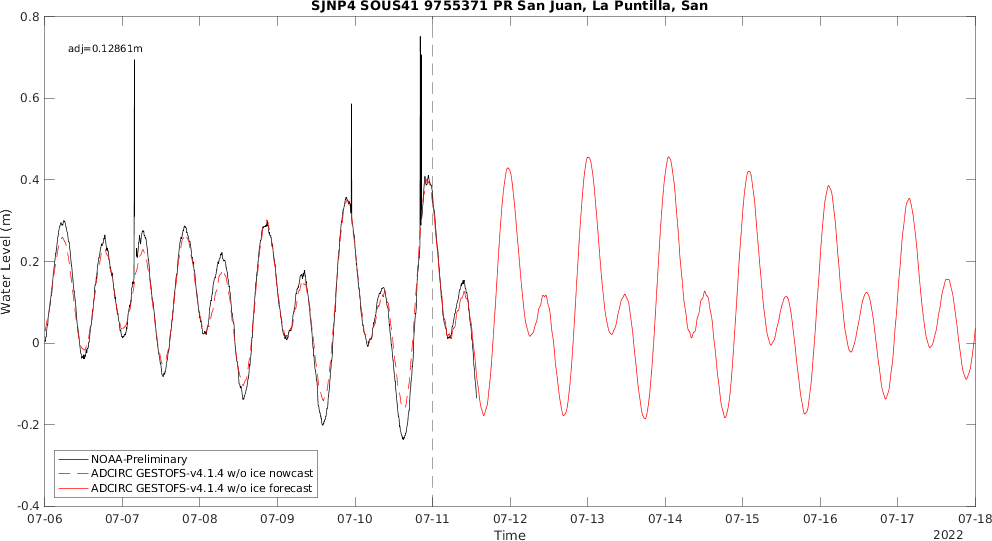 SJNP4 SOUS41 9755371 PR San Juan, La Puntilla, San
adj=0.12861m
0.8
0.6
0.4
0.2
0
-0.2
-0.4
Water Level (m)
NOAA-Preliminary
ADCIRC GESTOFS-v4.1.4 w/o ice nowcast
ADCIRC GESTOFS-v4.1.4 w/o ice forecast
07-06 07-07 07-08 07-09 07-10 07-11 07-12 07-13 07-14 07-15 07-16 07-17 07-18
Time
2022